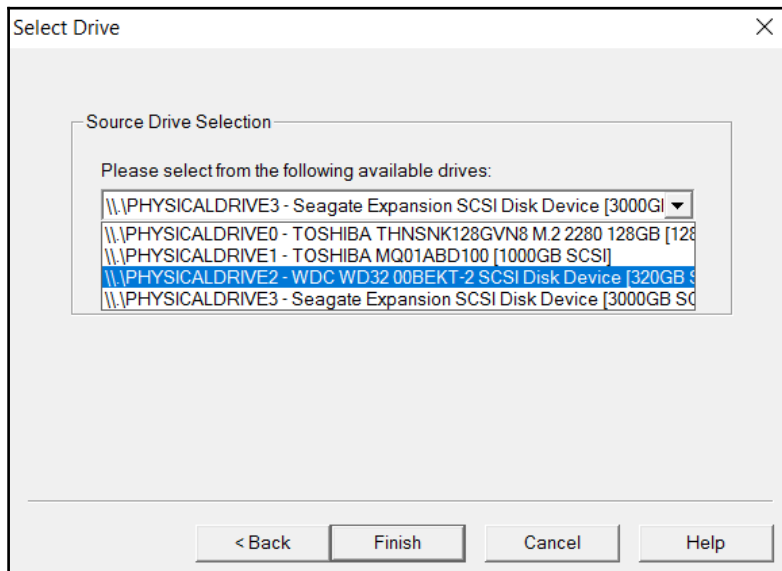 Select Drive
Source Drive Selection
Please select from the following available drives:
\\.\PHYSICALDRIVE3 - Seagate Expansion SCSI Disk Device [3000GI
\\.\PHYSICALDRIVE0 - TOSHIBA THNSNK128GVN8 M.2 2280 128GB [128
\\.\PHYSICALDRIVE1 - TOSHIBA MQ01ABD100 [1000GB SCSI]
\\.\PHYSICALDRIVE2 - WDC WD32 00BEKT-2 SCSI Disk Device [320GB S
\\.\PHYSICALDRIVE3 - Seagate Expansion SCSI Disk Device [3000GB SC
< Back Finish Cancel Help